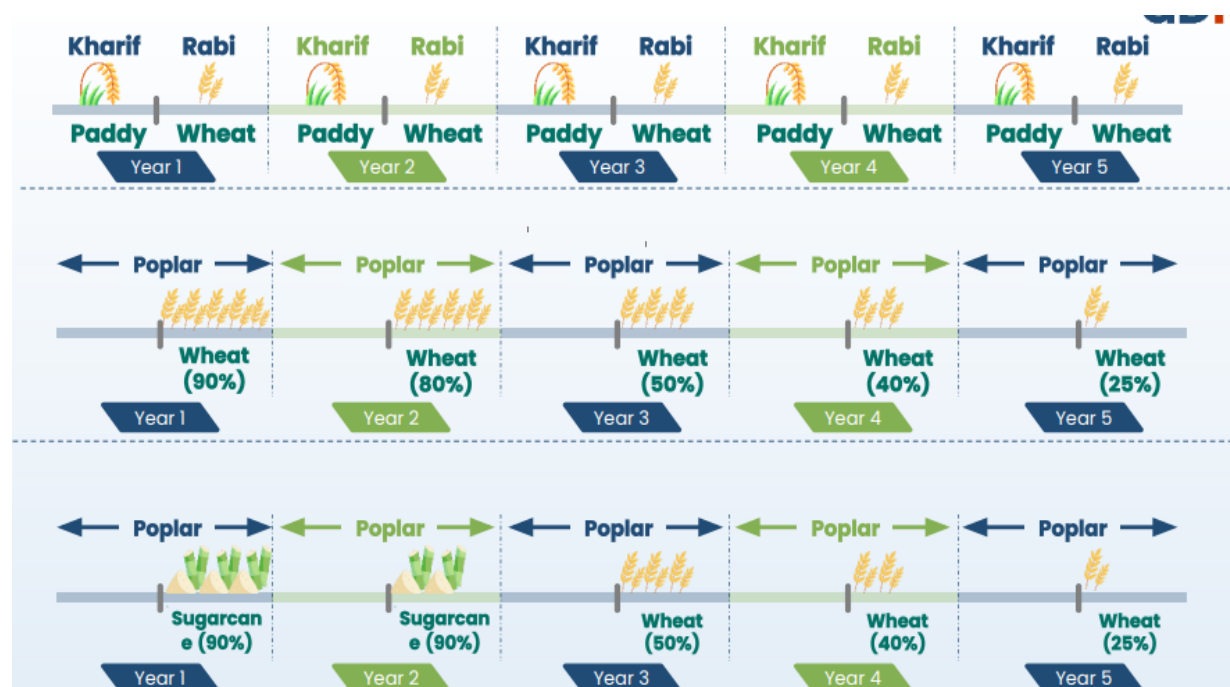 Kharif Rabi Kharif Rabi Kharif Rabi Kharif Rabi Kharif Rabi
Paddy Wheat Paddy Wheat Paddy Wheat Paddy Wheat Paddy Wheat
Year 1 Year 2 Year 3 Year 4 Year 5
Poplar Poplar Poplar Poplar Poplar
Wheat Wheat Wheat Wheat Wheat
(90%) (80%) (50%) (40%) (25%)
Year 1 Year 2 Year 3 Year 4 Year 5
Poplar Poplar Poplar Poplar Poplar
Sugarcan Sugarcan Wheat Wheat Wheat
e (90%) e (90%) (50%) (40%) (25%)
Year 1 Year 2 Year 3 Year 4 Year 5